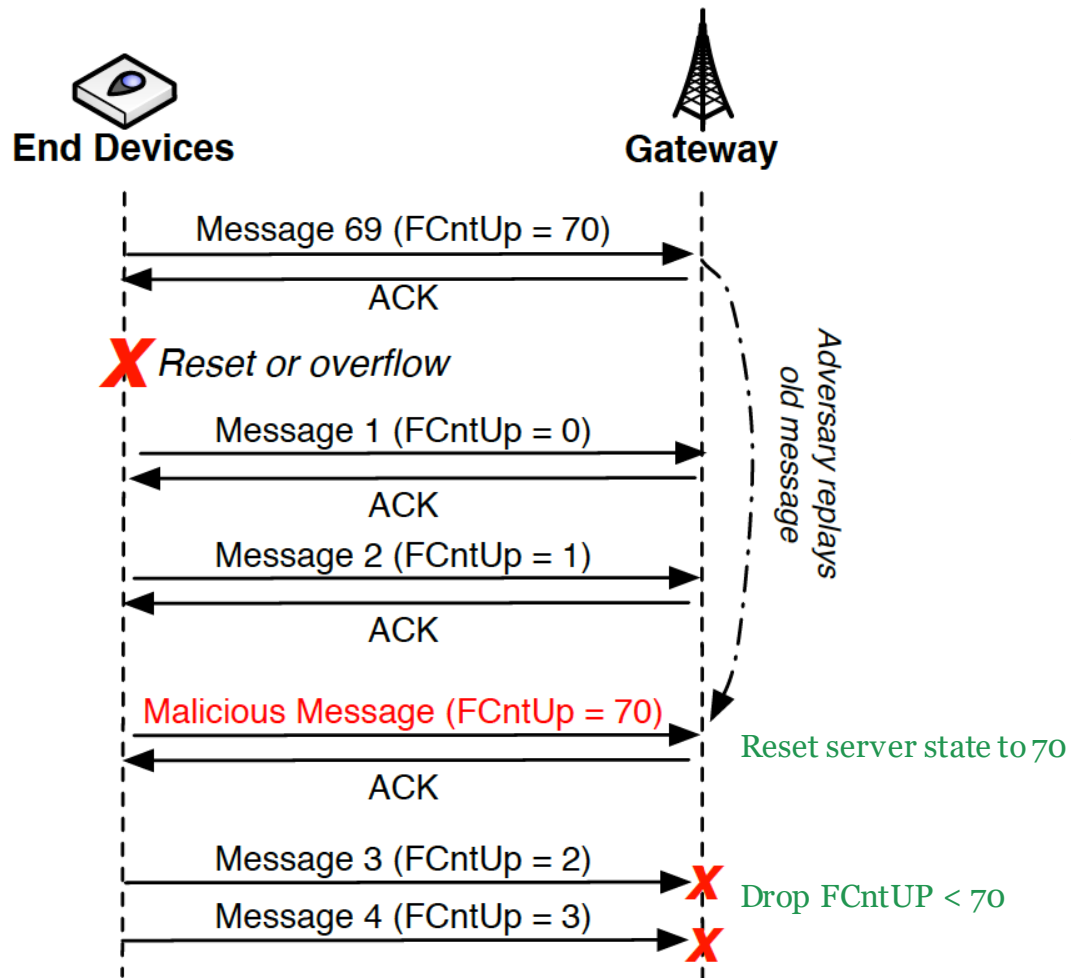 End Devices
Gateway
Message 69 (FCntUp = 70)
ACK
X Reset or overflow
Adversary replays
old message
Message 1 (FCntUp = 0)
ACK
Message 2 (FCntUp = 1)
ACK
Malicious Message (FCntUp = 70)
Reset server state to 70
ACK
Message 3 (FCntUp = 2)
X
Drop FCntUP < 70
Message 4 (FCntUp = 3)
X